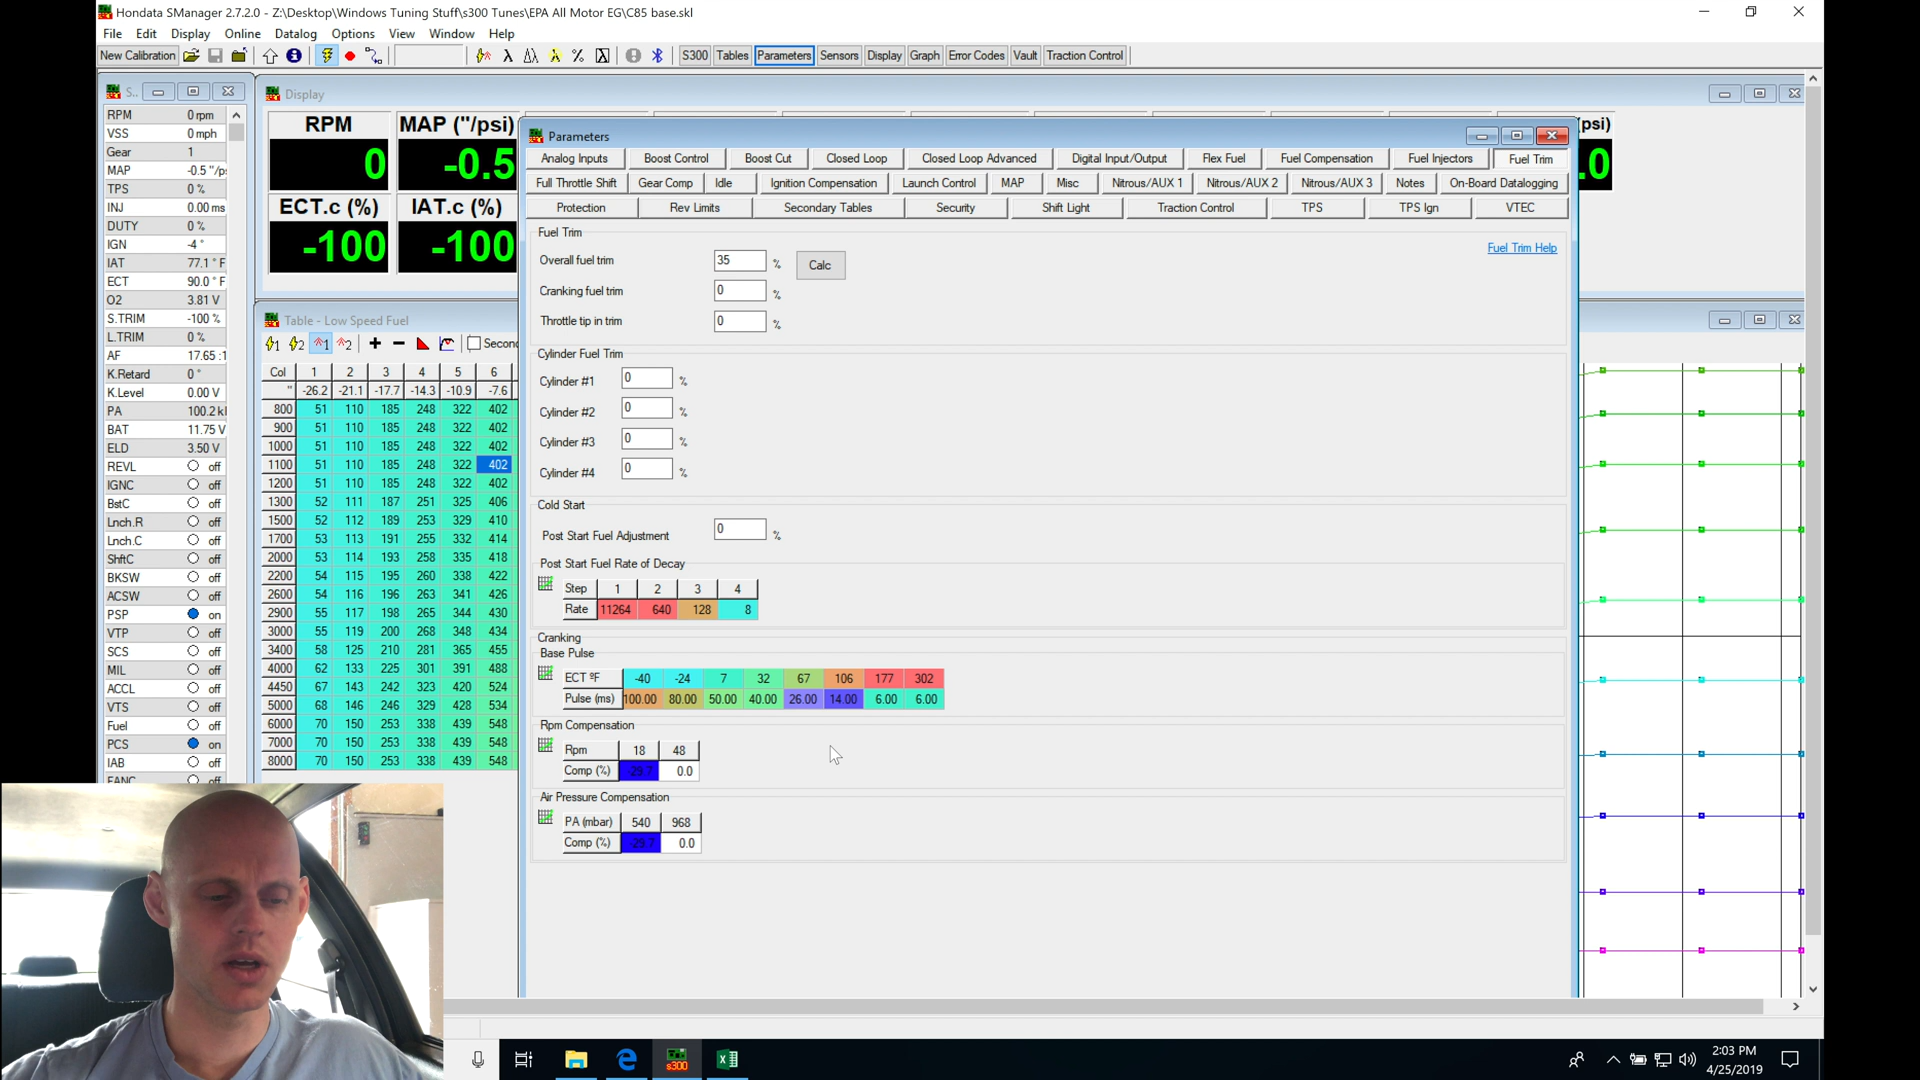 Hondata SManager 2.7.2.0 - Z:\Desktop\Windows Tuning Stuff\s300 Tunes\EPA All Motor EG\C85 base.skl
File Edit Display Online Datalog Options View Window Help
New Calibration S300 Tables Parameters Sensors Display Graph Error Codes Vault Traction Control
S..
RPM 0 rpm
VSS 0 mph
Gear 1
MAP -0.5 "/p
TPS 0 %
INJ 0.00 ms
DUTY 0 %
IGN -4 °
IAT 77.1 ° F
ECT 90.0 ° F
O2 3.81 V
S.TRIM -100 %
L.TRIM 0 %
AF 17.65 :1
K.Retard 0 °
K.Level 0.00 V
PA 100.2 k
BAT 11.75 V
ELD 3.50 V
REVL off
IGNC off
BstC off
Lnch.R off
Lnch.C off
ShftC off
BKSW off
ACSW off
PSP on
VTP off
SCS off
MIL off
ACCL off
VTS off
Fuel off
PCS on
IAB off
FANC off
Display
RPM MAP ("/psi)
0 -0.5
ECT.c (%) IAT.c (%)
-100 -100
(psi)
.0
Table - Low Speed Fuel
1 2 1 2 + - Secon
Col 1 2 3 4 5 6
" -26.2 -21.1 -17.7 -14.3 -10.9 -7.6
800 51 110 185 248 322 402
900 51 110 185 248 322 402
1000 51 110 185 248 322 402
1100 51 110 185 248 322 402
1200 51 110 185 248 322 402
1300 52 111 187 251 325 406
1500 52 112 189 253 329 410
1700 53 113 191 255 332 414
2000 53 114 193 258 335 418
2200 54 115 195 260 338 422
2600 54 116 196 263 341 426
2900 55 117 198 265 344 430
3000 55 119 200 268 348 434
3400 58 125 210 281 365 455
4000 62 133 225 301 391 488
4450 67 143 242 323 420 524
5000 68 146 246 329 428 534
6000 70 150 253 338 439 548
7000 70 150 253 338 439 548
8000 70 150 253 338 439 548
Parameters
Analog Inputs Boost Control Boost Cut Closed Loop Closed Loop Advanced Digital Input/Output Flex Fuel Fuel Compensation Fuel Injectors Fuel Trim
Full Throttle Shift Gear Comp Idle Ignition Compensation Launch Control MAP Misc Nitrous/AUX 1 Nitrous/AUX 2 Nitrous/AUX 3 Notes On-Board Datalogging
Protection Rev Limits Secondary Tables Security Shift Light Traction Control TPS TPS Ign VTEC
Fuel Trim
Fuel Trim Help
Overall fuel trim 35 % Calc
Cranking fuel trim 0 %
Throttle tip in trim 0 %
Cylinder Fuel Trim
Cylinder #1 0 %
Cylinder #2 0 %
Cylinder #3 0 %
Cylinder #4 0 %
Cold Start
Post Start Fuel Adjustment 0 %
Post Start Fuel Rate of Decay
Step 1 2 3 4
Rate 11264 640 128 8
Cranking
Base Pulse
ECT ºF -40 -24 7 32 67 106 177 302
Pulse (ms) 100.00 80.00 50.00 40.00 26.00 14.00 6.00 6.00
Rpm Compensation
Rpm 18 48
Comp (%) 29.7 0.0
Air Pressure Compensation
PA (mbar) 540 968
Comp (%) 29.7 0.0
s300
2:03 PM
4/25/2019